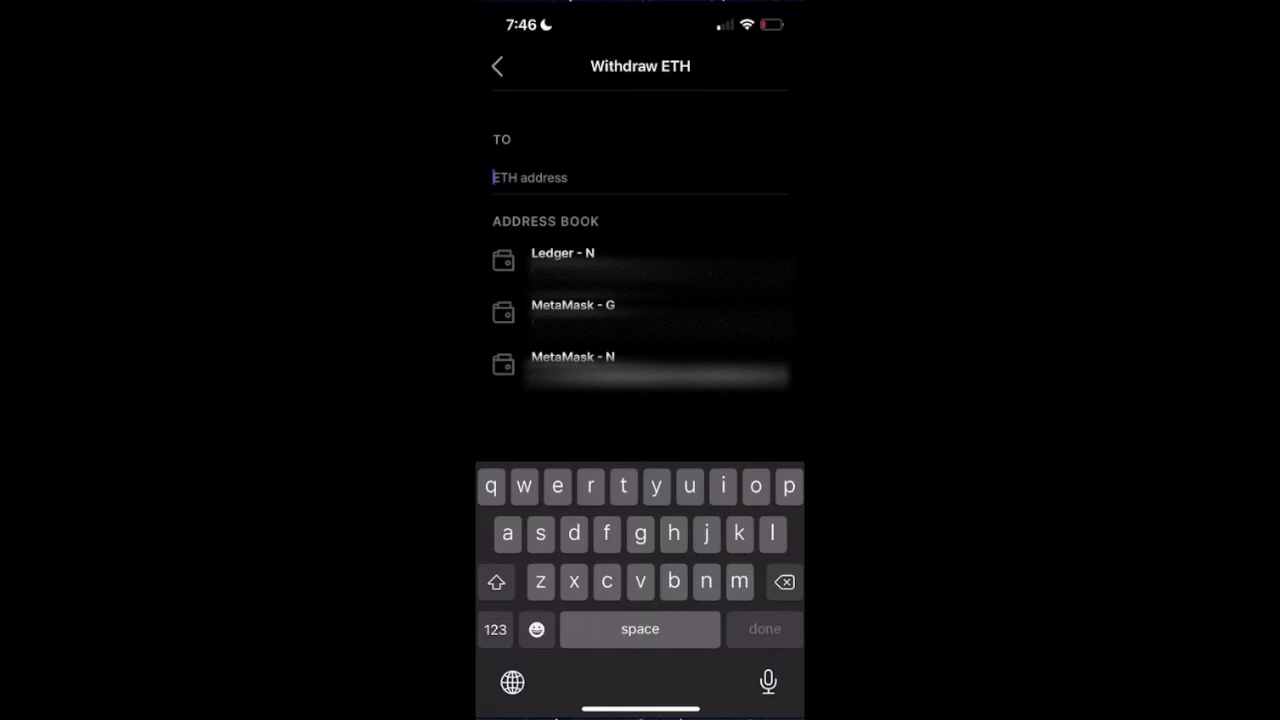 7:46
Withdraw ETH
TO
ETH address
ADDRESS BOOK
Ledger - N
MetaMask - G
MetaMask - N
q w e r t y u i o p
a s d f g h j k l
z x c v b n m
123 space done